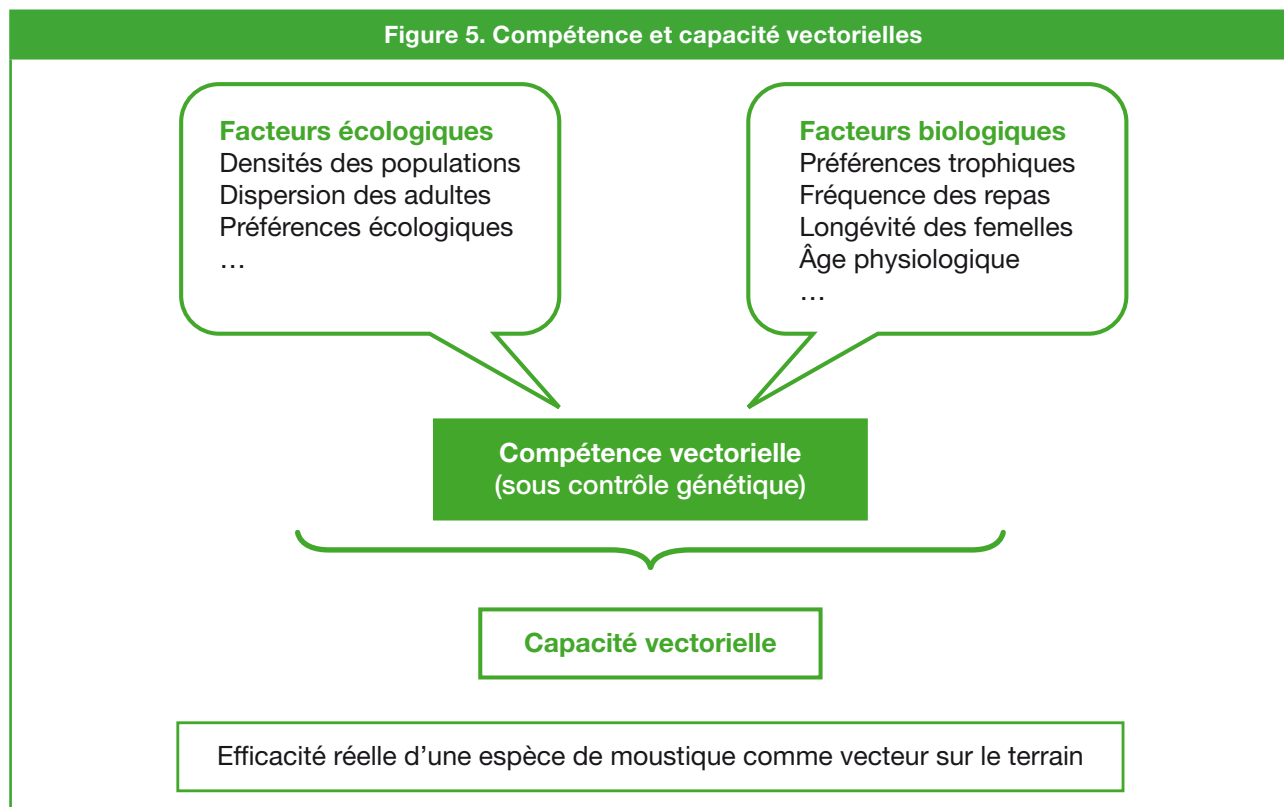 Figure 5. Compétence et capacité vectorielles
Facteurs écologiques
Densités des populations
Dispersion des adultes
Préférences écologiques
…
Facteurs biologiques
Préférences trophiques
Fréquence des repas
Longévité des femelles
Âge physiologique
…
Compétence vectorielle
(sous contrôle génétique)
Capacité vectorielle
Efficacité réelle d’une espèce de moustique comme vecteur sur le terrain